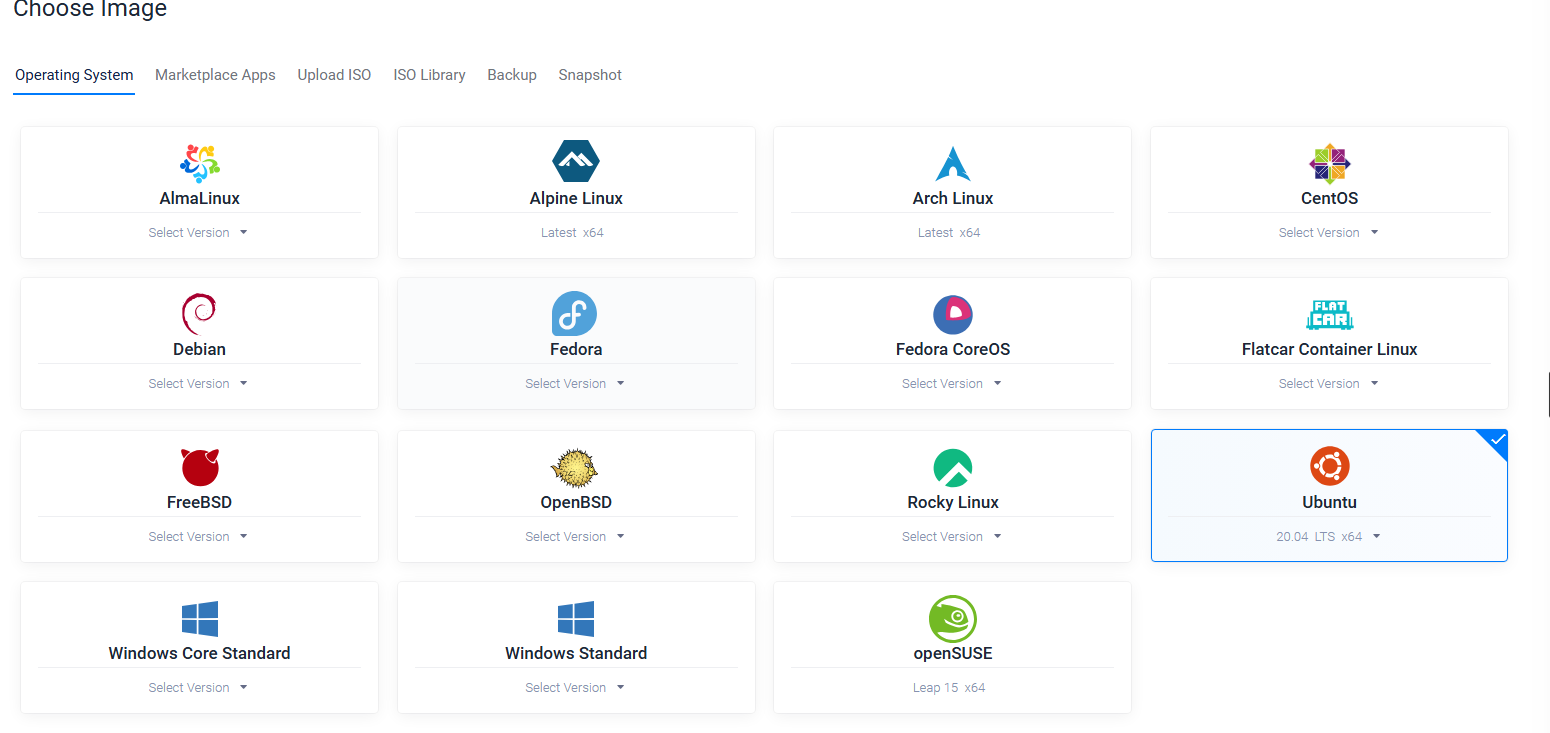 Choose Image
Operating System Marketplace Apps Upload ISO ISO Library Backup Snapshot
AlmaLinux Alpine Linux Arch Linux CentOS
Select Version Latest x64 Latest x64 Select Version
Debian Fedora Fedora CoreOS FLAT CAR Flatcar Container Linux
Select Version Select Version Select Version Select Version
FreeBSD OpenBSD Rocky Linux Ubuntu
Select Version Select Version Select Version 20.04 LTS x64
Windows Core Standard Windows Standard openSUSE
Select Version Select Version Leap 15 x64